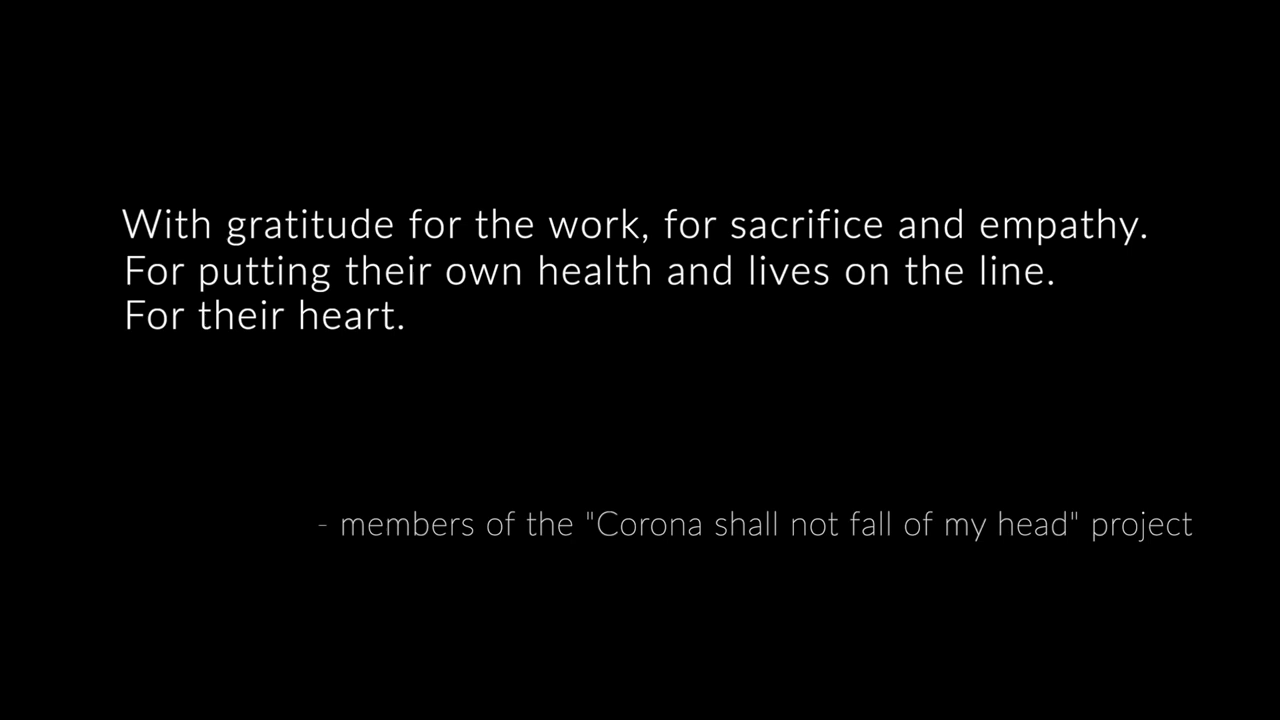 With gratitude for the work, for sacrifice and empathy.
For putting their own health and lives on the line.
For their heart.
- members of the "Corona shall not fall of my head" project